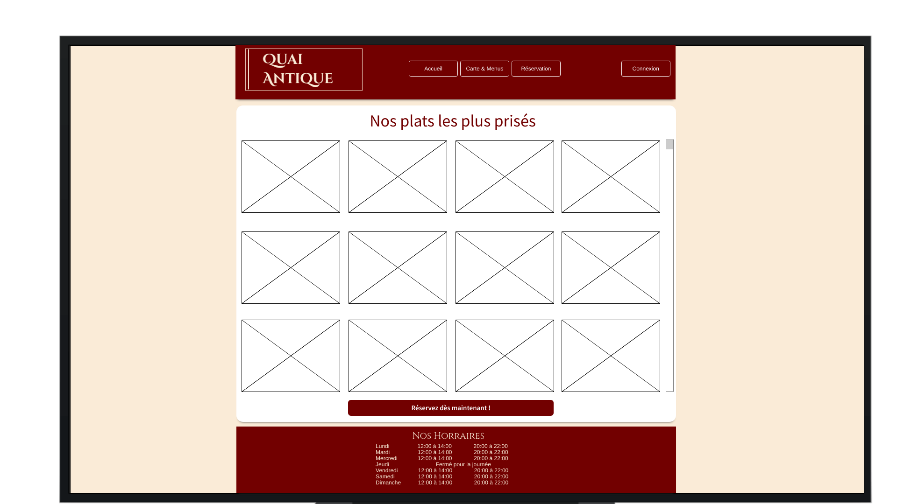 QUAI
ANTIQUE
Accueil Carte & Menus Réservation Connexion
Nos plats les plus prisés
Réservez dès maintenant !
Nos Horraires
Lundi 12:00 à 14:00 20:00 à 22:00
Mardi 12:00 à 14:00 20:00 à 22:00
Mercredi 12:00 à 14:00 20:00 à 22:00
Jeudi Fermé pour la journée
Vendredi 12:00 à 14:00 20:00 à 22:00
Samedi 12:00 à 14:00 20:00 à 22:00
Dimanche 12:00 à 14:00 20:00 à 22:00